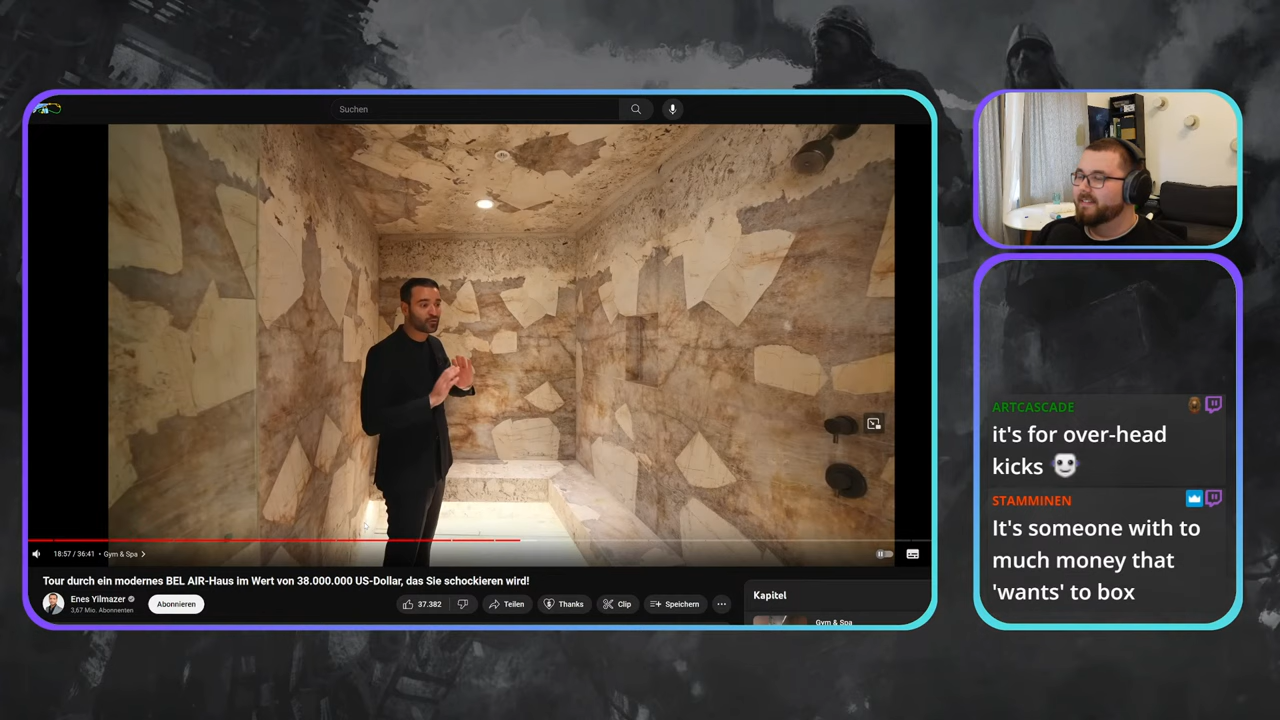 Suchen
18:57 / 36:41 • Gym & Spa
Tour durch ein modernes BEL AIR-Haus im Wert von 38.000.000 US-Dollar, das Sie schockieren wird!
Enes Yilmazer
3,67 Mio. Abonnenten
Abonnieren
37.382
Teilen
Thanks
Clip
Speichern
Kapitel
Gym & Spa
ARTCASCADE
it's for over-head
kicks
STAMMINEN
It's someone with to
much money that
'wants' to box